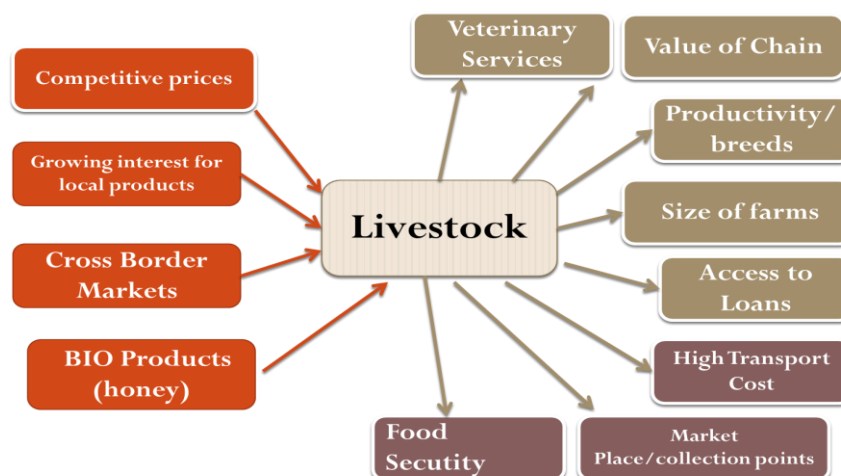 Competitive prices
Growing interest for
local products
Cross Border
Markets
BIO Products
(honey)
Livestock
Veterinary
Services
Value of Chain
Productivity/
breeds
Size of farms
Access to
Loans
High Transport
Cost
Market
Place/collection points
Food
Secutity